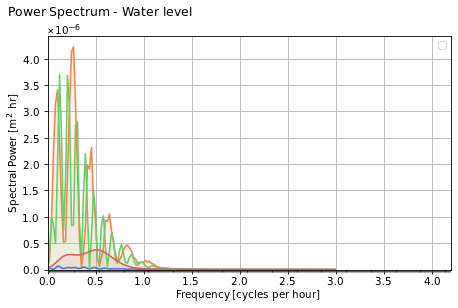 Power Spectrum - Water level
×10⁻⁶
4.0
3.5
3.0
2.5
2.0
1.5
1.0
0.5
0.0
Spectral Power [m² hr]
0.0 0.5 1.0 1.5 2.0 2.5 3.0 3.5 4.0
Frequency [cycles per hour]